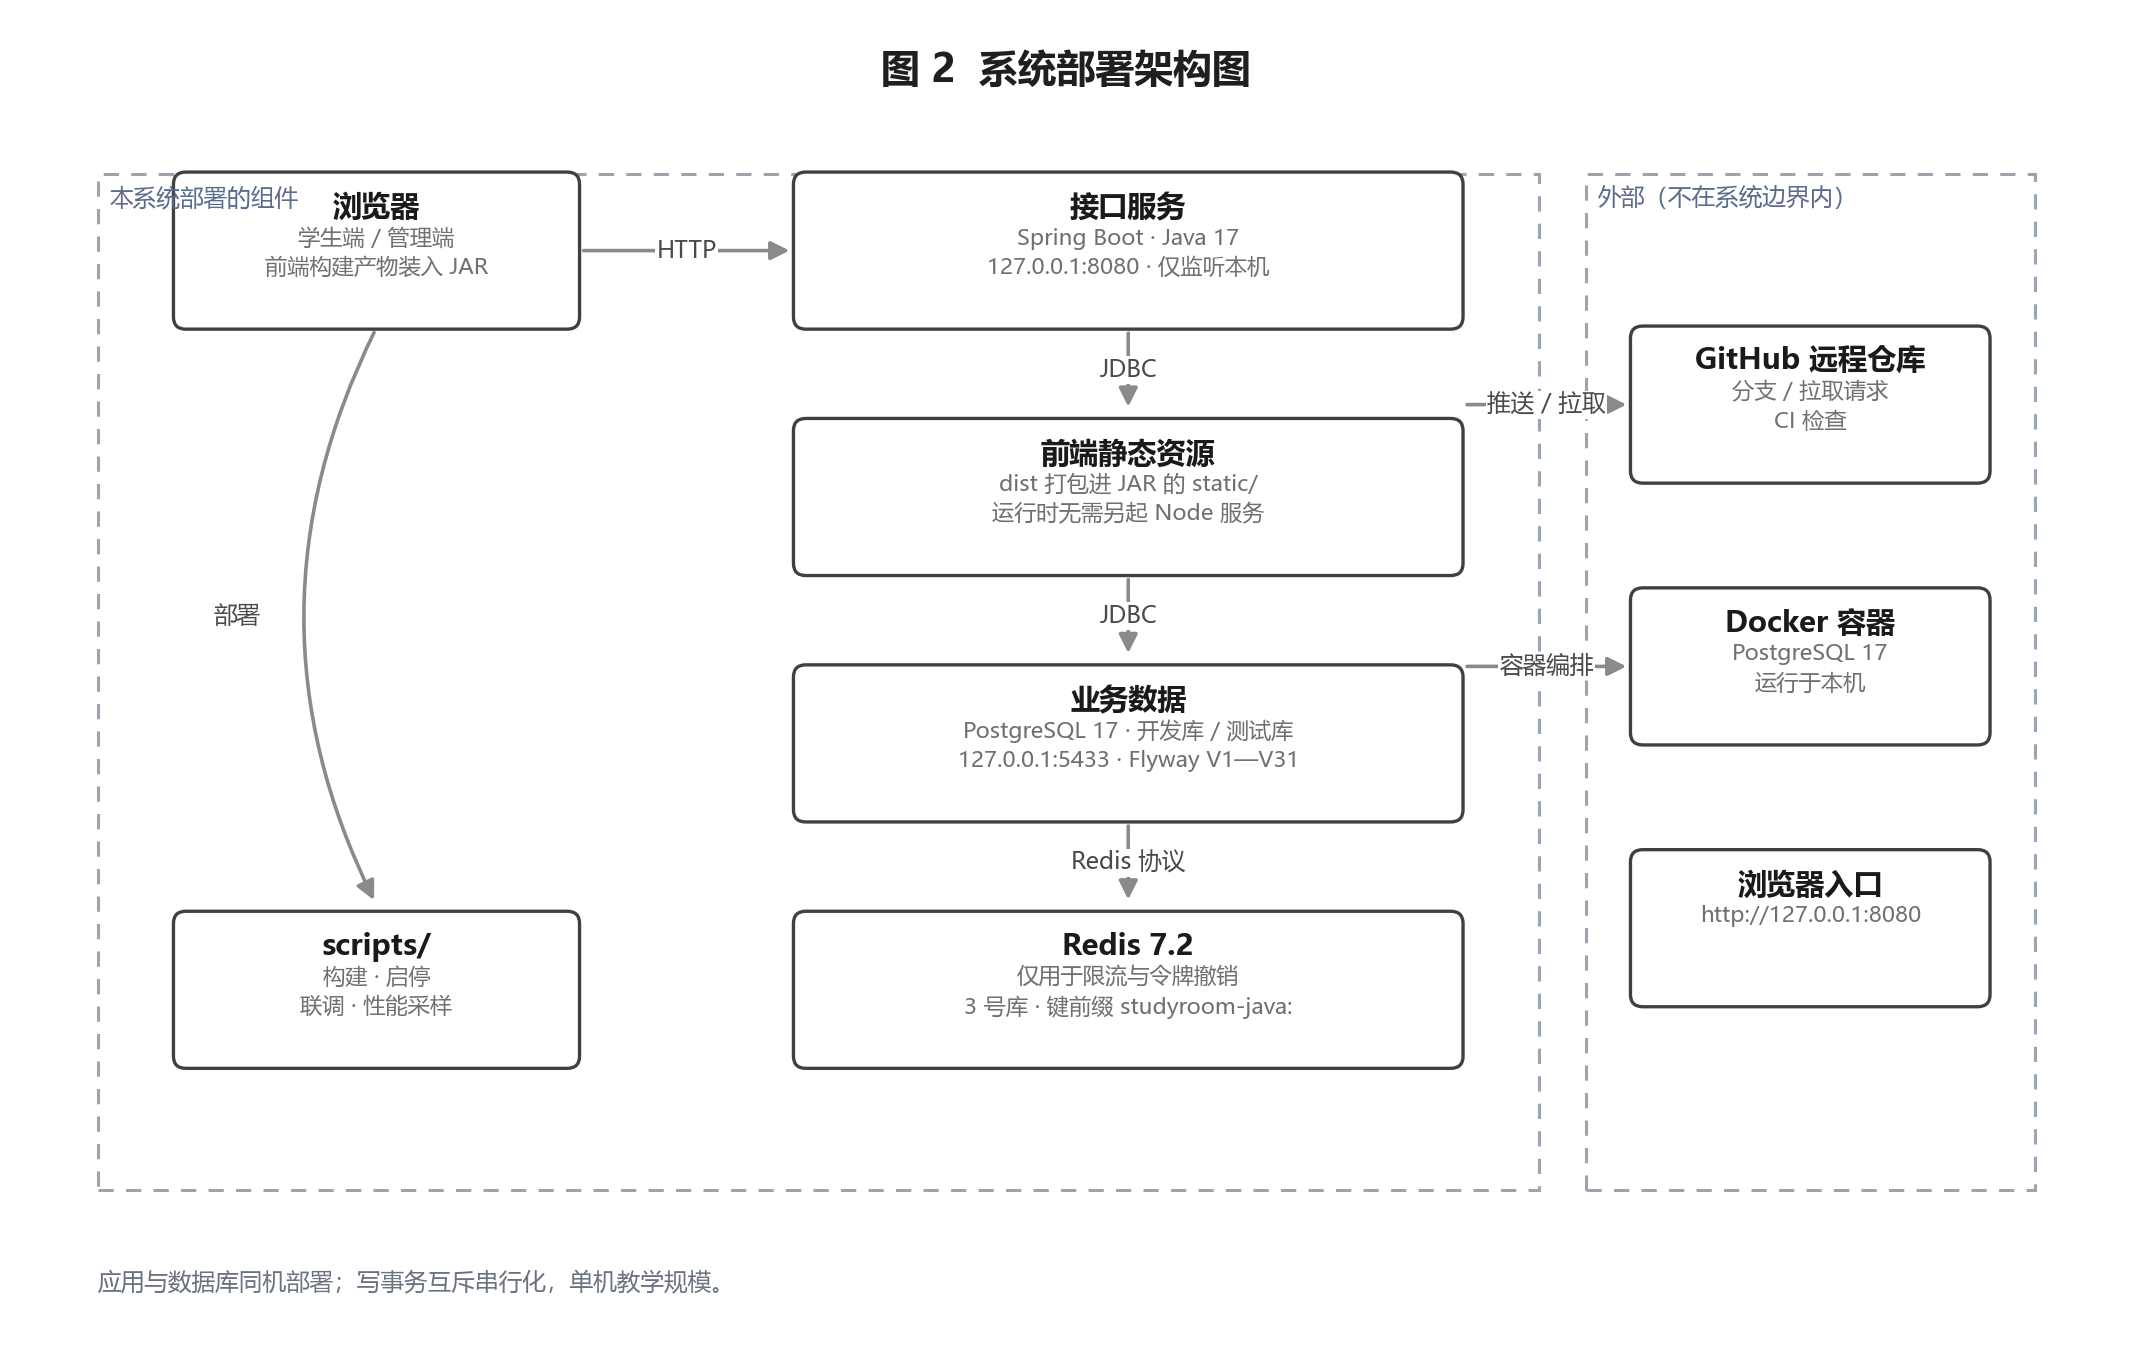 图 2 系统部署架构图
本系统部署的组件
浏览器
学生端 / 管理端
前端构建产物装入 JAR
HTTP
接口服务
Spring Boot · Java 17
127.0.0.1:8080 · 仅监听本机
外部（不在系统边界内）
JDBC
推送 / 拉取
GitHub 远程仓库
分支 / 拉取请求
CI 检查
前端静态资源
dist 打包进 JAR 的 static/
运行时无需另起 Node 服务
部署
JDBC
容器编排
Docker 容器
PostgreSQL 17
运行于本机
业务数据
PostgreSQL 17 · 开发库 / 测试库
127.0.0.1:5433 · Flyway V1—V31
Redis 协议
浏览器入口
http://127.0.0.1:8080
scripts/
构建 · 启停
联调 · 性能采样
Redis 7.2
仅用于限流与令牌撤销
3 号库 · 键前缀 studyroom-java:
应用与数据库同机部署；写事务互斥串行化，单机教学规模。